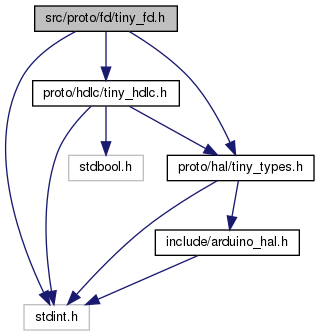 src/proto/fd/tiny_fd.h
proto/hdlc/tiny_hdlc.h
stdbool.h
proto/hal/tiny_types.h
include/arduino_hal.h
stdint.h